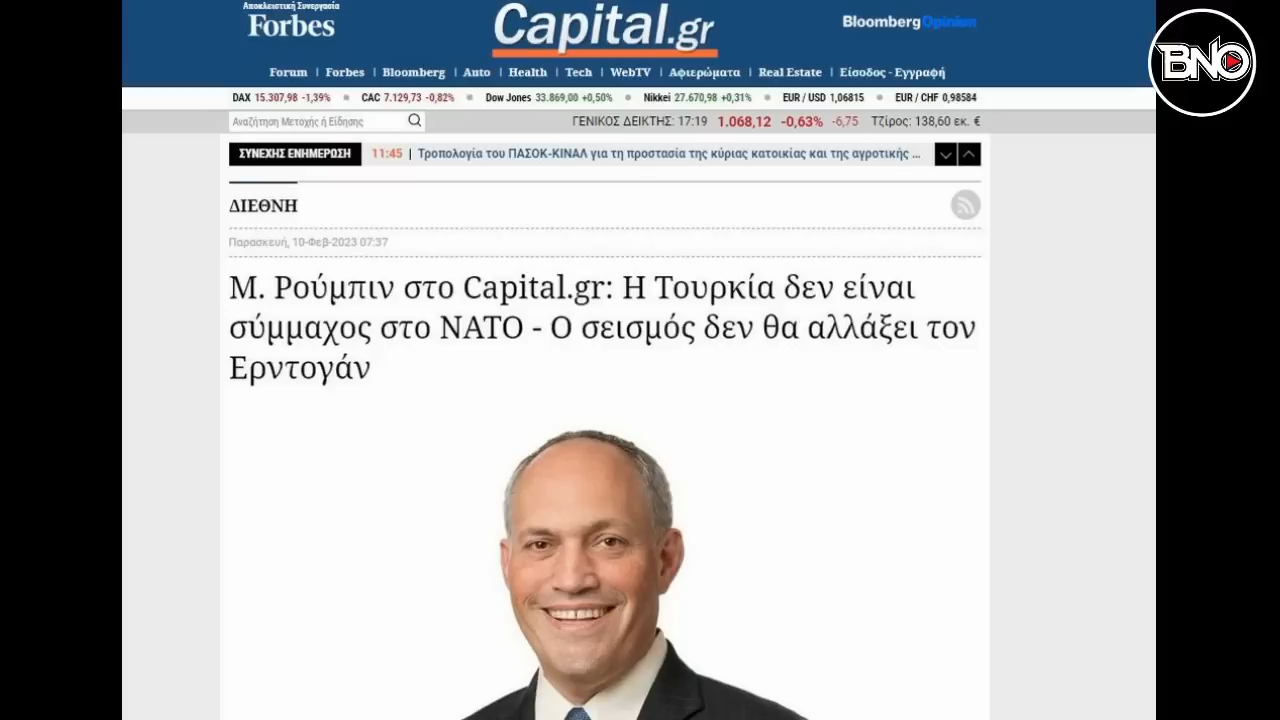 Αποκλειστική Συνεργασία
Forbes
Capital.gr
Bloomberg Opinion
BNO
Forum | Forbes | Bloomberg | Auto | Health | Tech | WebTV | Αφιερώματα | Real Estate | Είσοδος - Εγγραφή
DAX 15.307,98 -1,39% CAC 7.129,73 -0,82% Dow Jones 33.869,00 +0,50% Nikkei 27.670,98 +0,31% EUR / USD 1,06815 EUR / CHF 0,98584
Αναζήτηση Μετοχής ή Είδησης ΓΕΝΙΚΟΣ ΔΕΙΚΤΗΣ: 17:19 1.068,12 -0,63% -6,75 Τζίρος: 138,60 εκ. €
ΣΥΝΕΧΗΣ ΕΝΗΜΕΡΩΣΗ 11:45 | Τροπολογία του ΠΑΣΟΚ-ΚΙΝΑΛ για τη προστασία της κύριας κατοικίας και της αγροτικής ...
ΔΙΕΘΝΗ
Παρασκευή, 10-Φεβ-2023 07:37
Μ. Ρούμπιν στο Capital.gr: Η Τουρκία δεν είναι
σύμμαχος στο ΝΑΤΟ - Ο σεισμός δεν θα αλλάξει τον
Ερντογάν